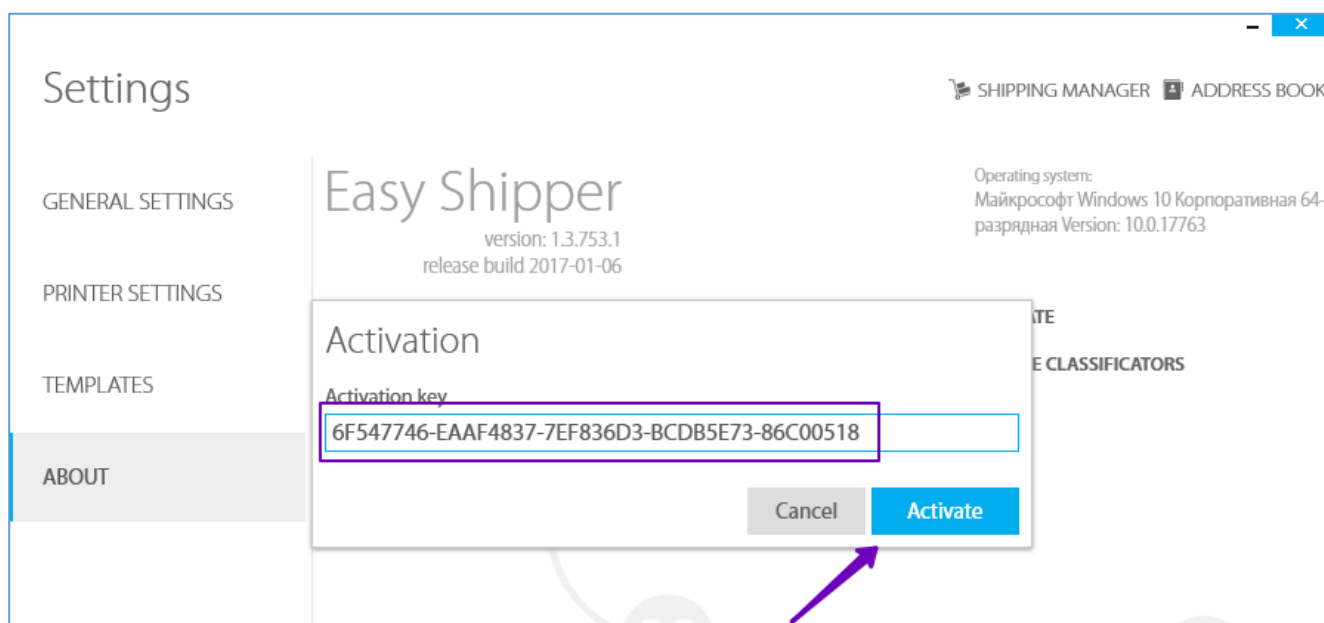 Settings
SHIPPING MANAGER ADDRESS BOOK
GENERAL SETTINGS
PRINTER SETTINGS
TEMPLATES
ABOUT
Easy Shipper
version: 1.3.753.1
release build 2017-01-06
Operating system:
Майкрософт Windows 10 Корпоративная 64-
разрядная Version: 10.0.17763
E CLASSIFICATORS
Activation
Activation key
6F547746-EAAF4837-7EF836D3-BCDB5E73-86C00518
Cancel Activate